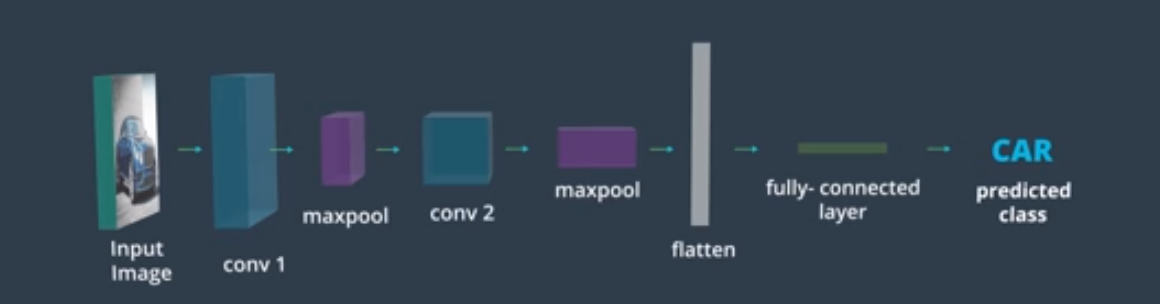 Input
Image
conv 1
maxpool
conv 2
maxpool
flatten
fully- connected
layer
CAR
predicted
class